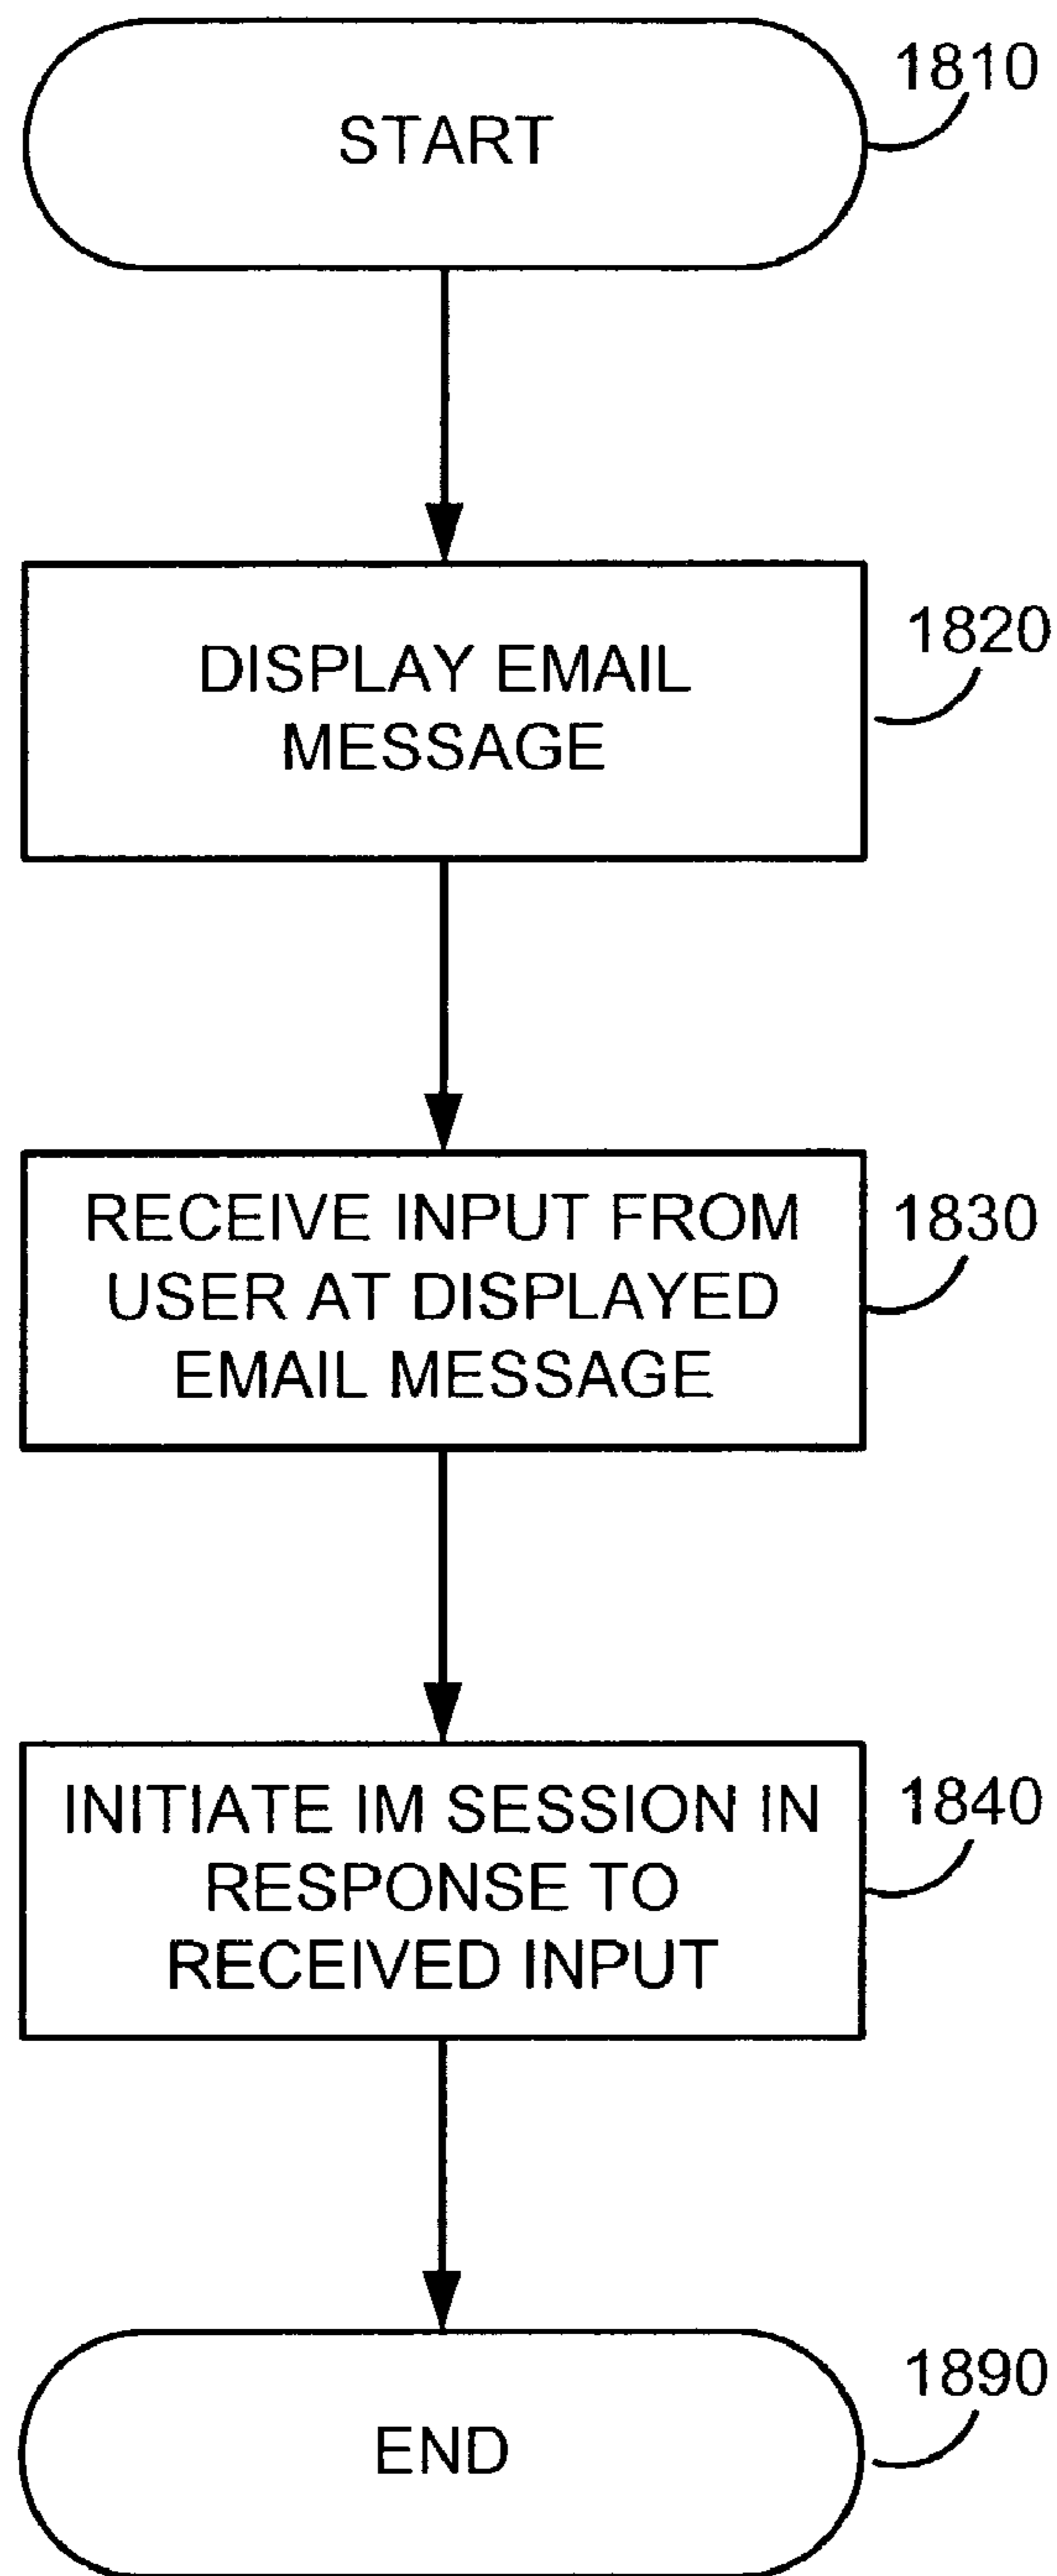 START
1810
DISPLAY EMAIL
MESSAGE
1820
RECEIVE INPUT FROM
USER AT DISPLAYED
EMAIL MESSAGE
1830
INITIATE IM SESSION IN
RESPONSE TO
RECEIVED INPUT
1840
END
1890